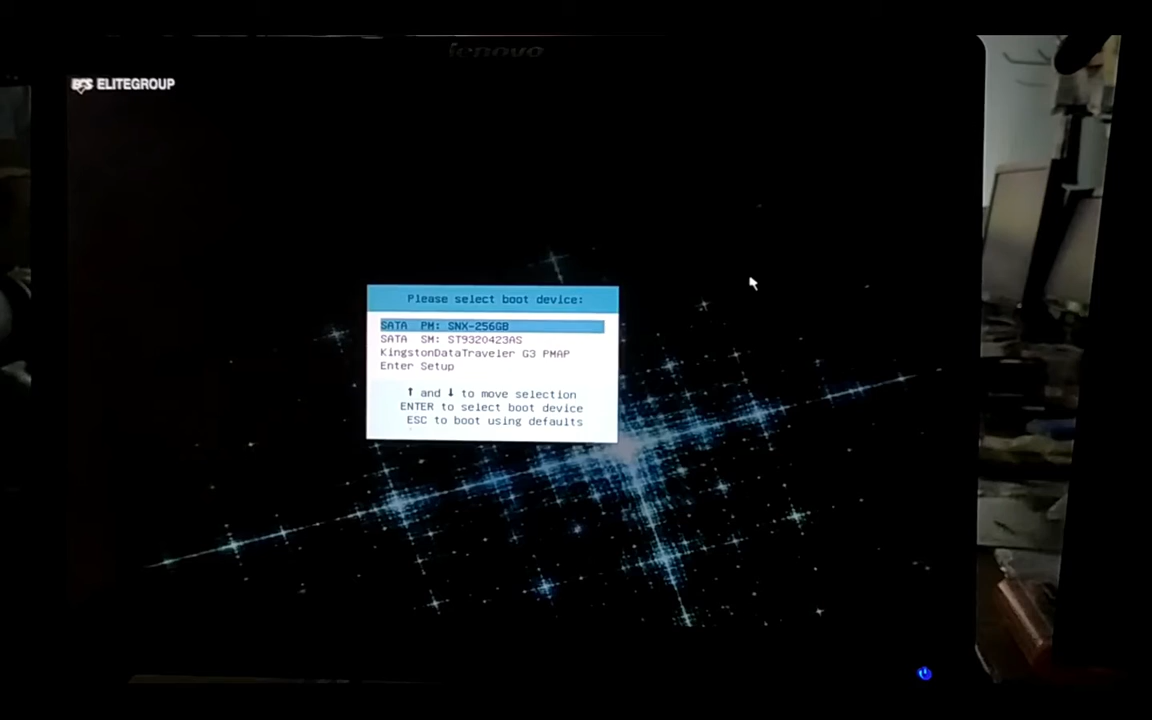 lenovo
ECS ELITEGROUP
Please select boot device:
SATA PM: SNX-256GB
SATA SM: ST9320423AS
KingstonDataTraveler G3 PMAP
Enter Setup
↑ and ↓ to move selection
ENTER to select boot device
ESC to boot using defaults